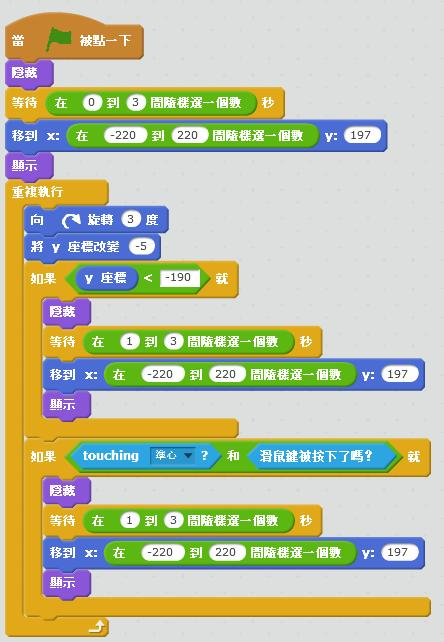 當 被點一下
隱藏
等待 在 0 到 3 間隨機選一個數 秒
移到 x: 在 -220 到 220 間隨機選一個數 y: 197
顯示
重複執行
向 旋轉 3 度
將 y 座標改變 -5
如果 y 座標 < -190 就
隱藏
等待 在 1 到 3 間隨機選一個數 秒
移到 x: 在 -220 到 220 間隨機選一個數 y: 197
顯示
如果 touching 準心 ? 和 滑鼠鍵被按下了嗎? 就
隱藏
等待 在 1 到 3 間隨機選一個數 秒
移到 x: 在 -220 到 220 間隨機選一個數 y: 197
顯示